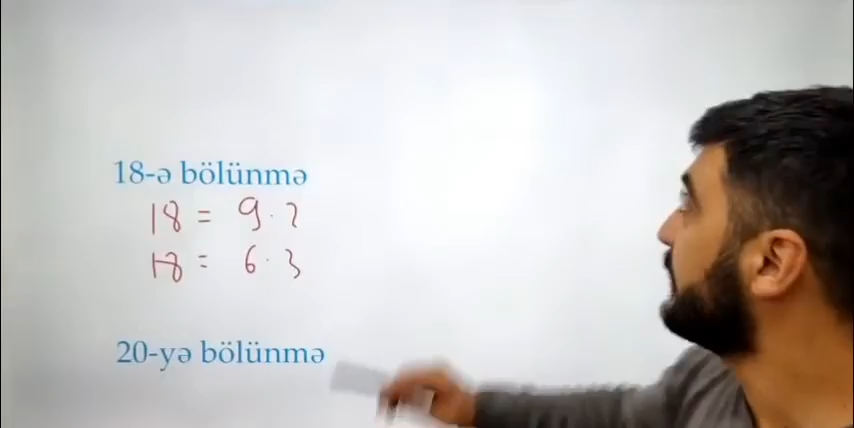 18-ə bölünmə
18 = 9 · 2
18 = 6 · 3
20-yə bölünmə